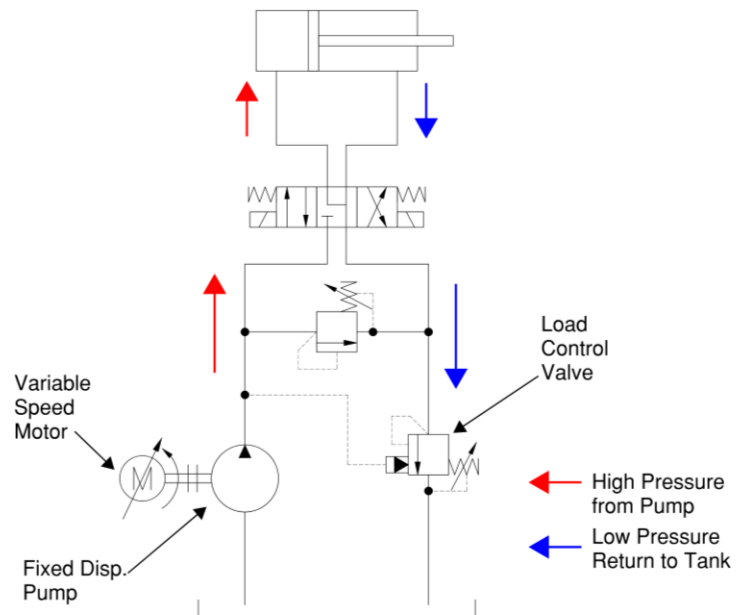 Load
Control
Valve
Variable
Speed
Motor
M
High Pressure
from Pump
Low Pressure
Return to Tank
Fixed Disp.
Pump